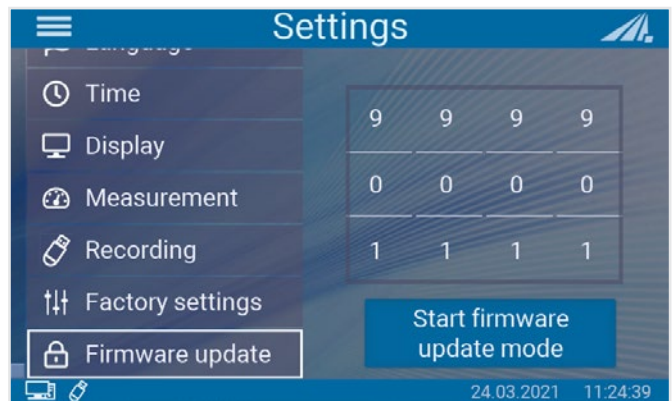 Settings
Language
Time
Display
Measurement
Recording
Factory settings
Firmware update
9 9 9 9
0 0 0 0
1 1 1 1
Start firmware
update mode
24.03.2021 11:24:39